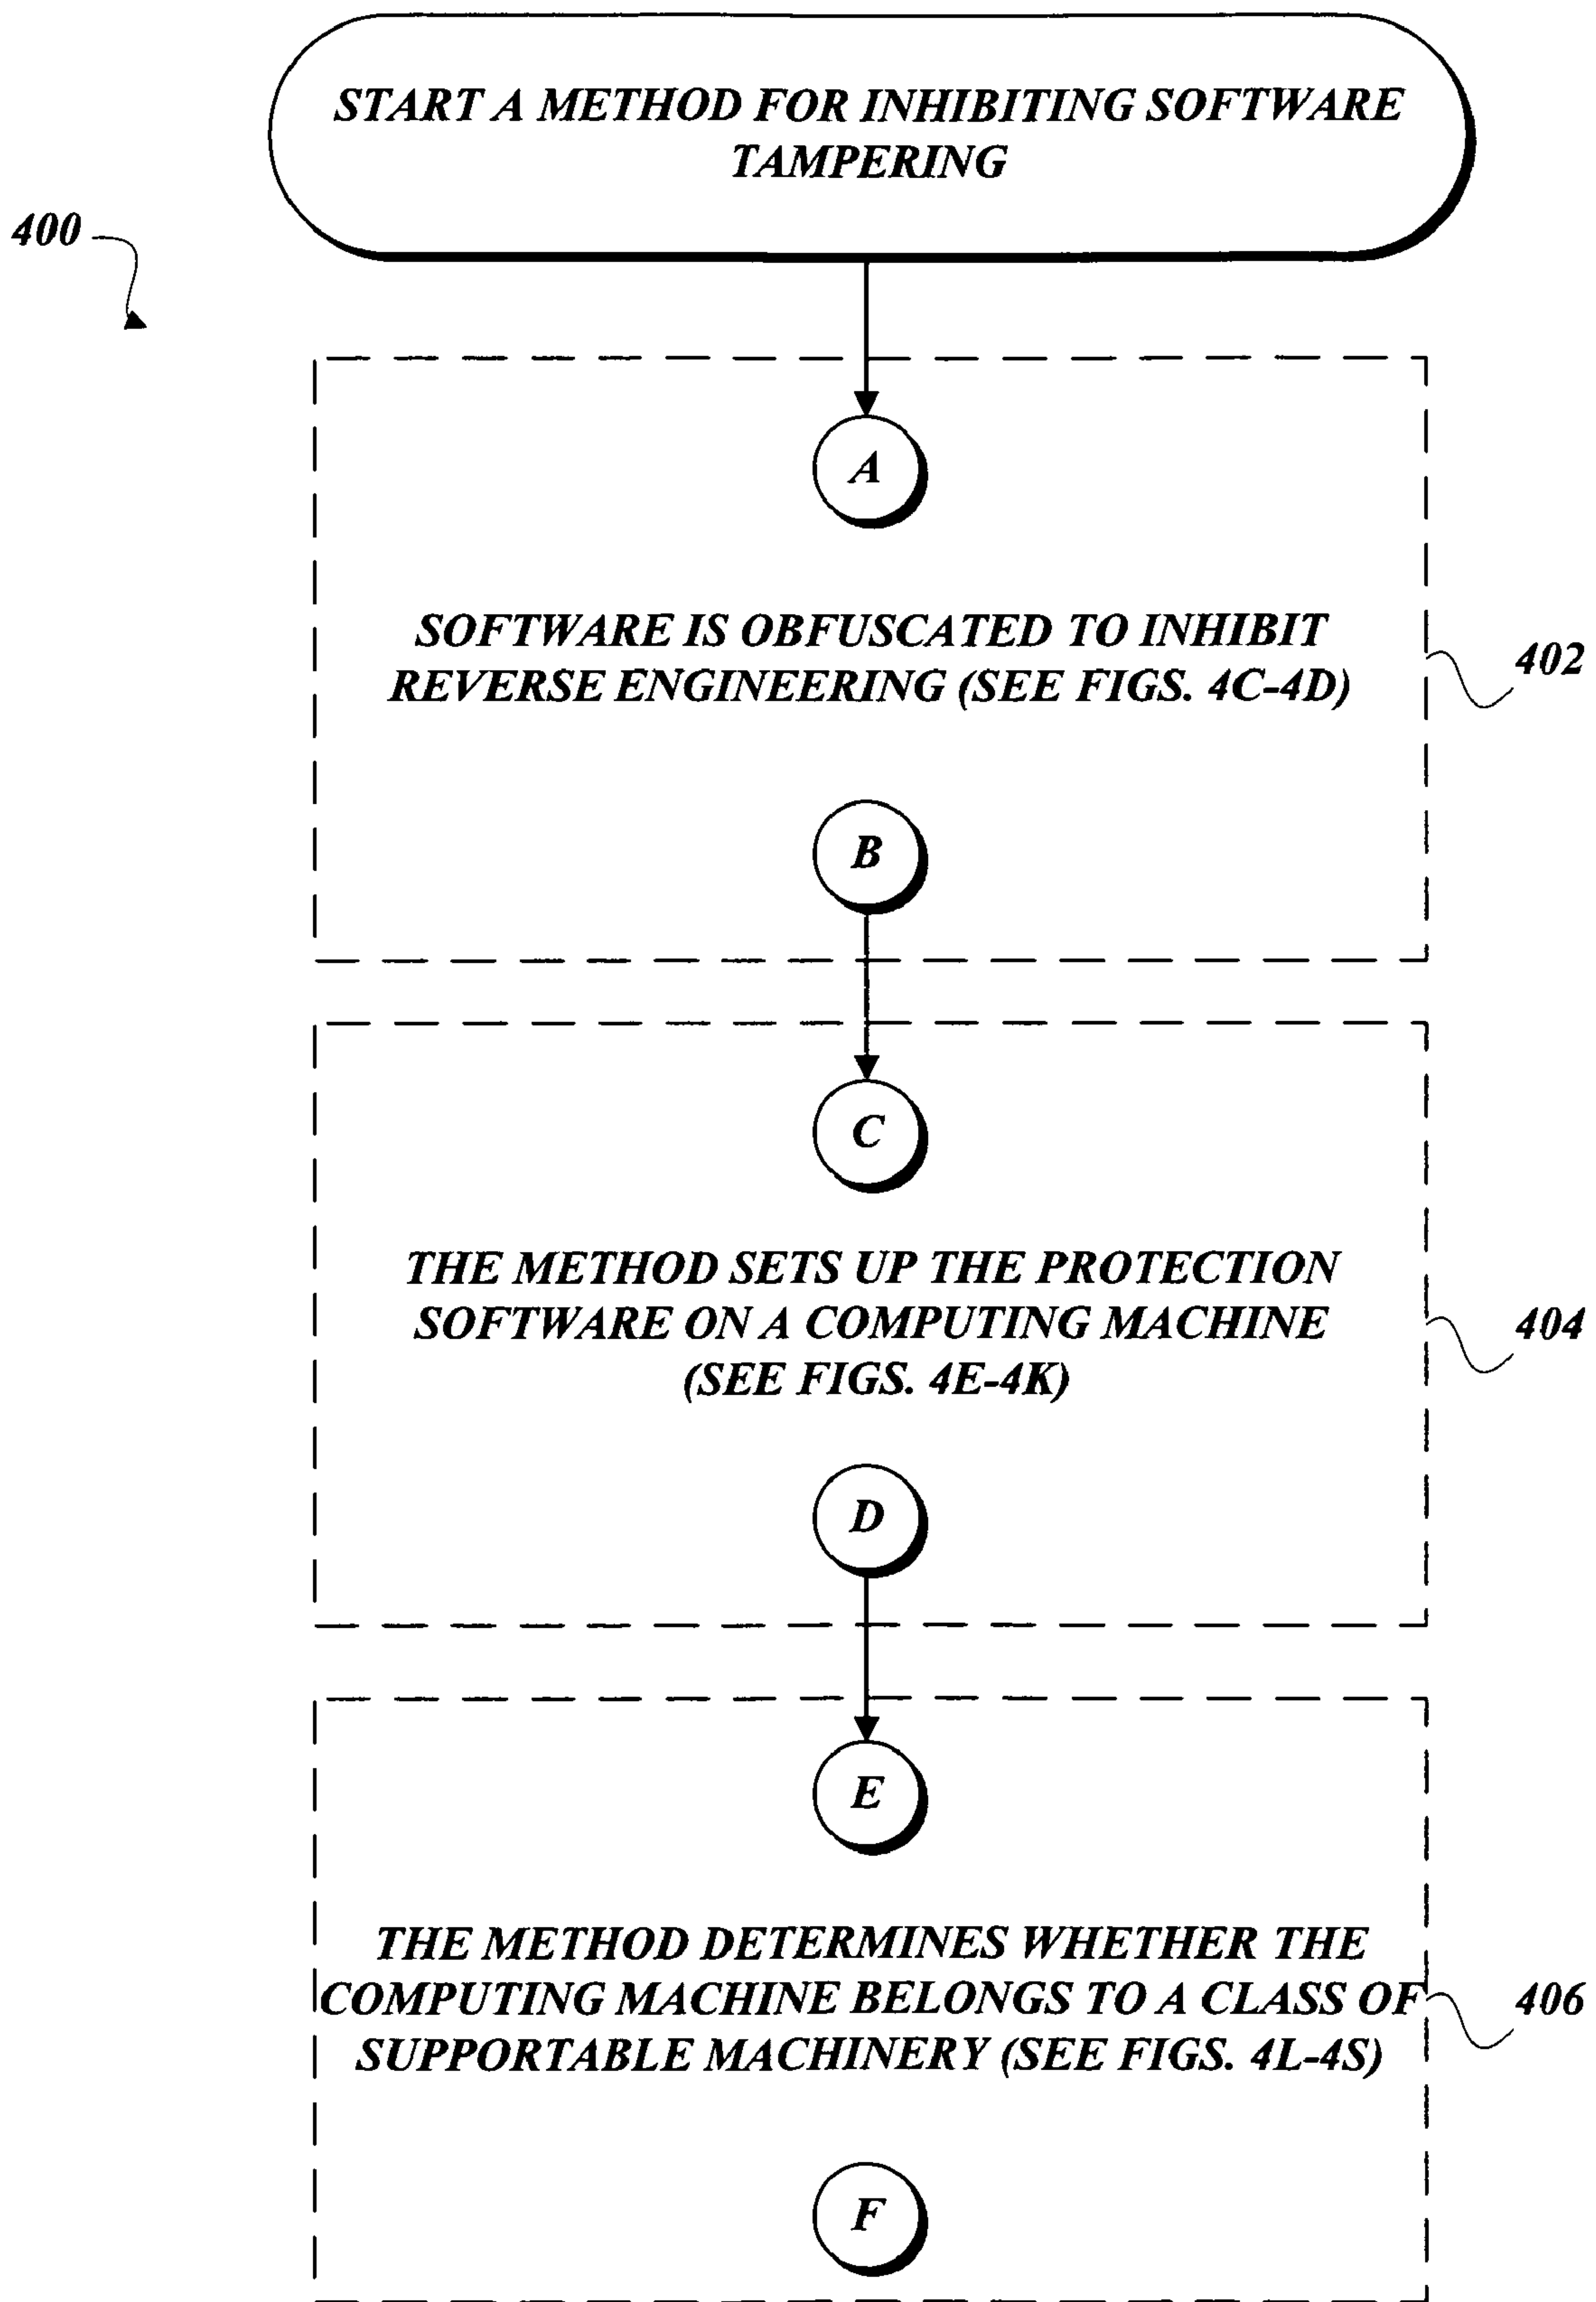 START A METHOD FOR INHIBITING SOFTWARE
TAMPERING
400
A
SOFTWARE IS OBFUSCATED TO INHIBIT
REVERSE ENGINEERING (SEE FIGS. 4C-4D)
402
B
C
THE METHOD SETS UP THE PROTECTION
SOFTWARE ON A COMPUTING MACHINE
(SEE FIGS. 4E-4K)
404
D
E
THE METHOD DETERMINES WHETHER THE
COMPUTING MACHINE BELONGS TO A CLASS OF
SUPPORTABLE MACHINERY (SEE FIGS. 4L-4S)
406
F